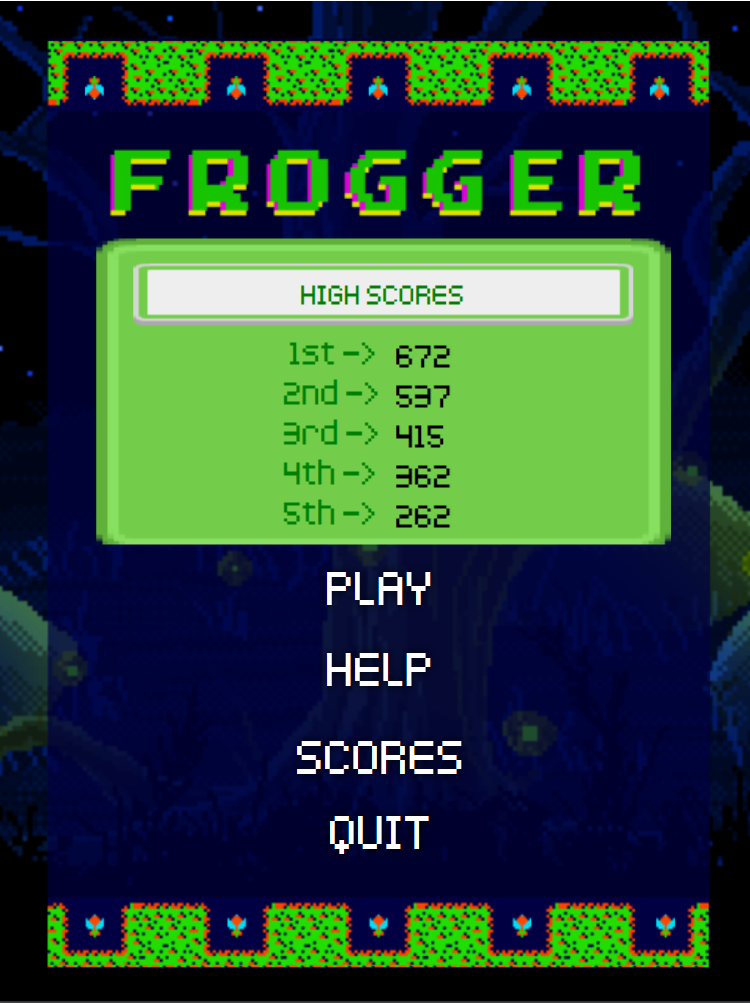 FROGGER
HIGH SCORES
1st -> 672
2nd -> 537
3rd -> 415
4th -> 362
5th -> 262
PLAY
HELP
SCORES
QUIT